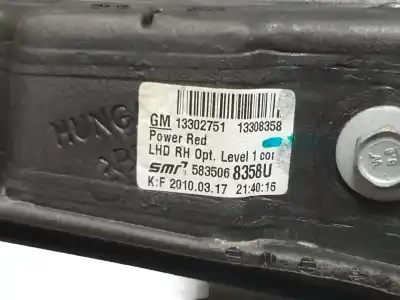 HUNG
GM 13302751 13308358
Power Red
LHD RH Opt. Level 1 cor
smr 583506 8358U
K:F 2010.03.17 21:40:16